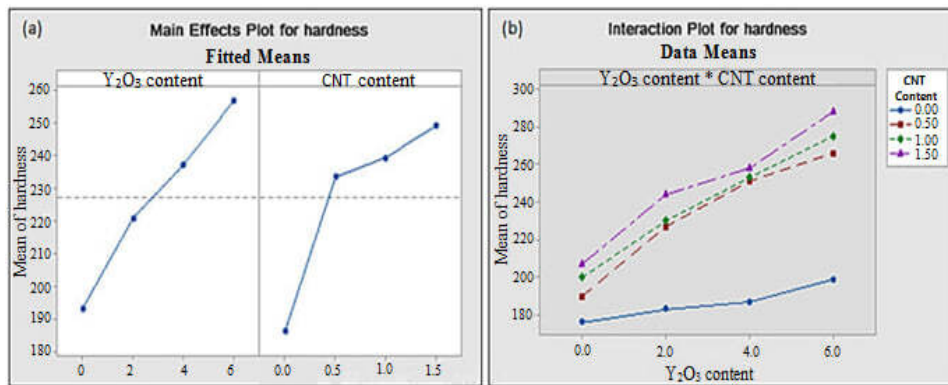 (a) Main Effects Plot for hardness
Fitted Means
Y₂O₃ content CNT content
Mean of hardness
260
250
240
230
220
210
200
190
180
0 2 4 6 0.0 0.5 1.0 1.5
(b) Interaction Plot for hardness
Data Means
Y₂O₃ content * CNT content
Mean of hardness
300
280
260
240
220
200
180
0.0 2.0 4.0 6.0
Y₂O₃ content
CNT
Content
0.00
0.50
1.00
1.50